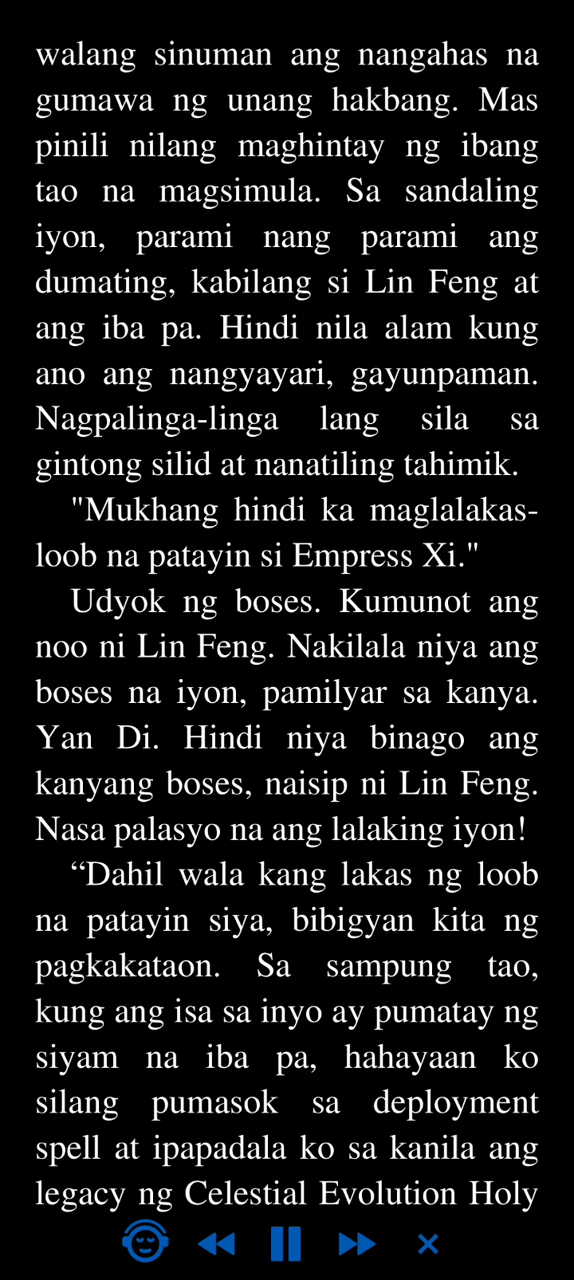 walang sinuman ang nangahas na
gumawa ng unang hakbang. Mas
pinili nilang maghintay ng ibang
tao na magsimula. Sa sandaling
iyon, parami nang parami ang
dumating, kabilang si Lin Feng at
ang iba pa. Hindi nila alam kung
ano ang nangyayari, gayunpaman.
Nagpalinga-linga lang sila sa
gintong silid at nanatiling tahimik.
"Mukhang hindi ka maglalakas-
loob na patayin si Empress Xi."
Udyok ng boses. Kumunot ang
noo ni Lin Feng. Nakilala niya ang
boses na iyon, pamilyar sa kanya.
Yan Di. Hindi niya binago ang
kanyang boses, naisip ni Lin Feng.
Nasa palasyo na ang lalaking iyon!
“Dahil wala kang lakas ng loob
na patayin siya, bibigyan kita ng
pagkakataon. Sa sampung tao,
kung ang isa sa inyo ay pumatay ng
siyam na iba pa, hahayaan ko
silang pumasok sa deployment
spell at ipapadala ko sa kanila ang
legacy ng Celestial Evolution Holy